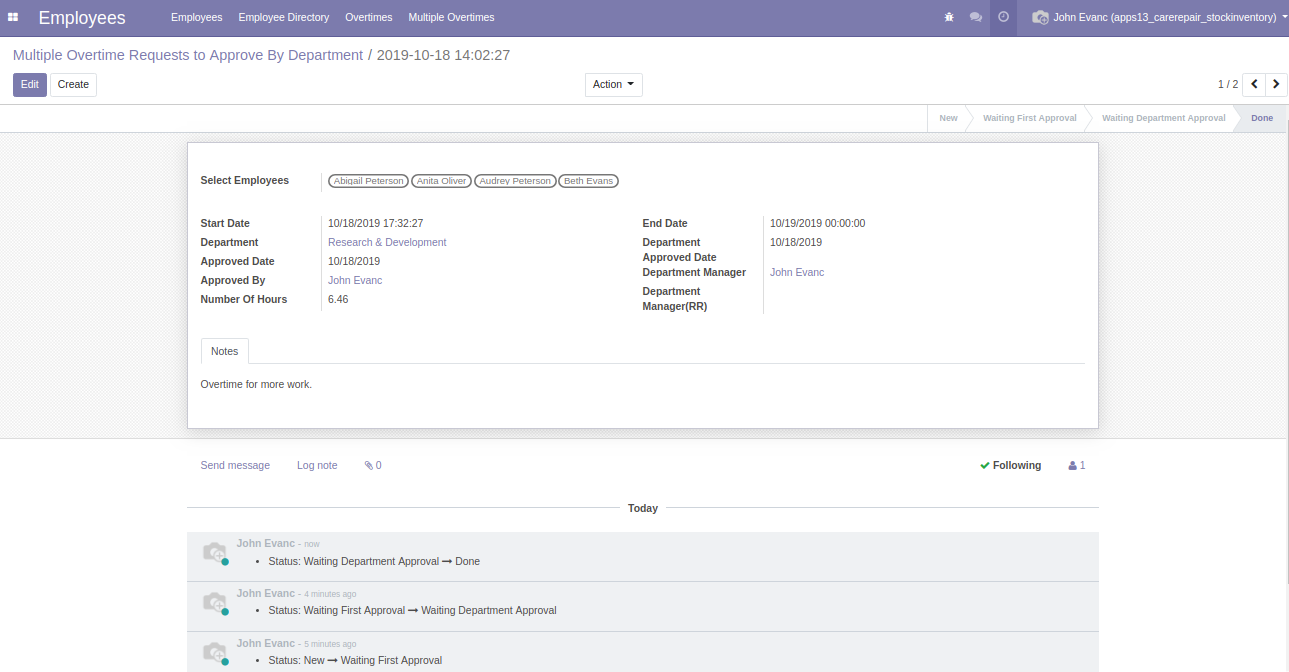 Employees Employees Employee Directory Overtimes Multiple Overtimes John Evanc (apps13_carerepair_stockinventory)
Multiple Overtime Requests to Approve By Department / 2019-10-18 14:02:27
Edit Create Action 1 / 2
New Waiting First Approval Waiting Department Approval Done
Select Employees Abigail Peterson Anita Oliver Audrey Peterson Beth Evans
Start Date 10/18/2019 17:32:27
Department Research & Development
Approved Date 10/18/2019
Approved By John Evanc
Number Of Hours 6.46
End Date 10/19/2019 00:00:00
Department 10/18/2019
Approved Date
Department Manager John Evanc
Department
Manager(RR)
Notes
Overtime for more work.
Send message Log note 0 Following 1
Today
John Evanc - now
• Status: Waiting Department Approval → Done
John Evanc - 4 minutes ago
• Status: Waiting First Approval → Waiting Department Approval
John Evanc - 5 minutes ago
• Status: New → Waiting First Approval